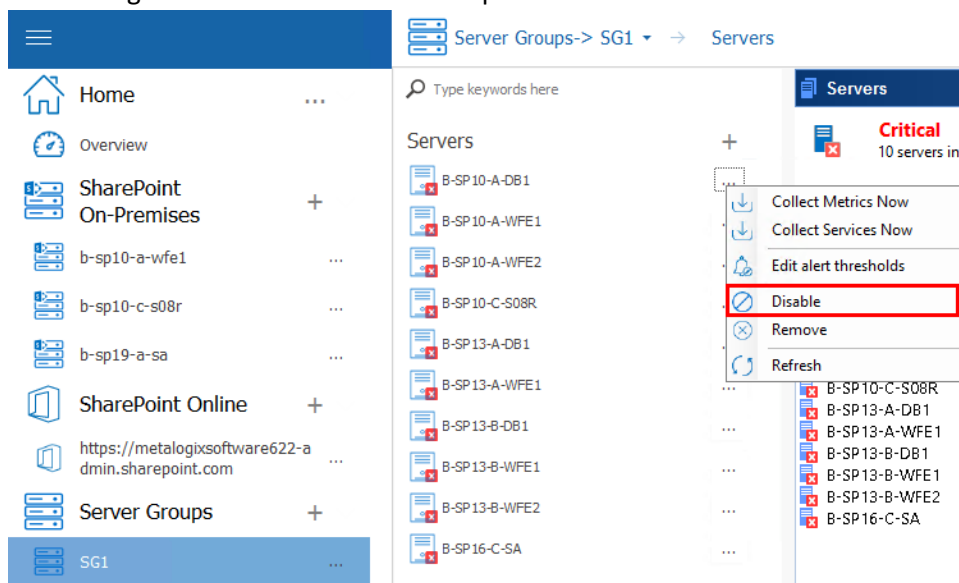 Server Groups-> SG1 → Servers
Home ...
Overview
SharePoint
On-Premises +
b-sp10-a-wfe1 ...
b-sp10-c-s08r ...
b-sp19-a-sa ...
SharePoint Online +
https://metalogixsoftware622-a
dmin.sharepoint.com ...
Server Groups +
SG1 ...
Type keywords here
Servers +
B-SP10-A-DB1 ...
B-SP10-A-WFE1
B-SP10-A-WFE2
B-SP10-C-S08R
B-SP13-A-DB1
B-SP13-A-WFE1 ...
B-SP13-B-DB1 ...
B-SP13-B-WFE1 ...
B-SP13-B-WFE2 ...
B-SP16-C-SA ...
Servers
Critical
10 servers in
Collect Metrics Now
Collect Services Now
Edit alert thresholds
Disable
Remove
Refresh
B-SP10-C-S08R
B-SP13-A-DB1
B-SP13-A-WFE1
B-SP13-B-DB1
B-SP13-B-WFE1
B-SP13-B-WFE2
B-SP16-C-SA